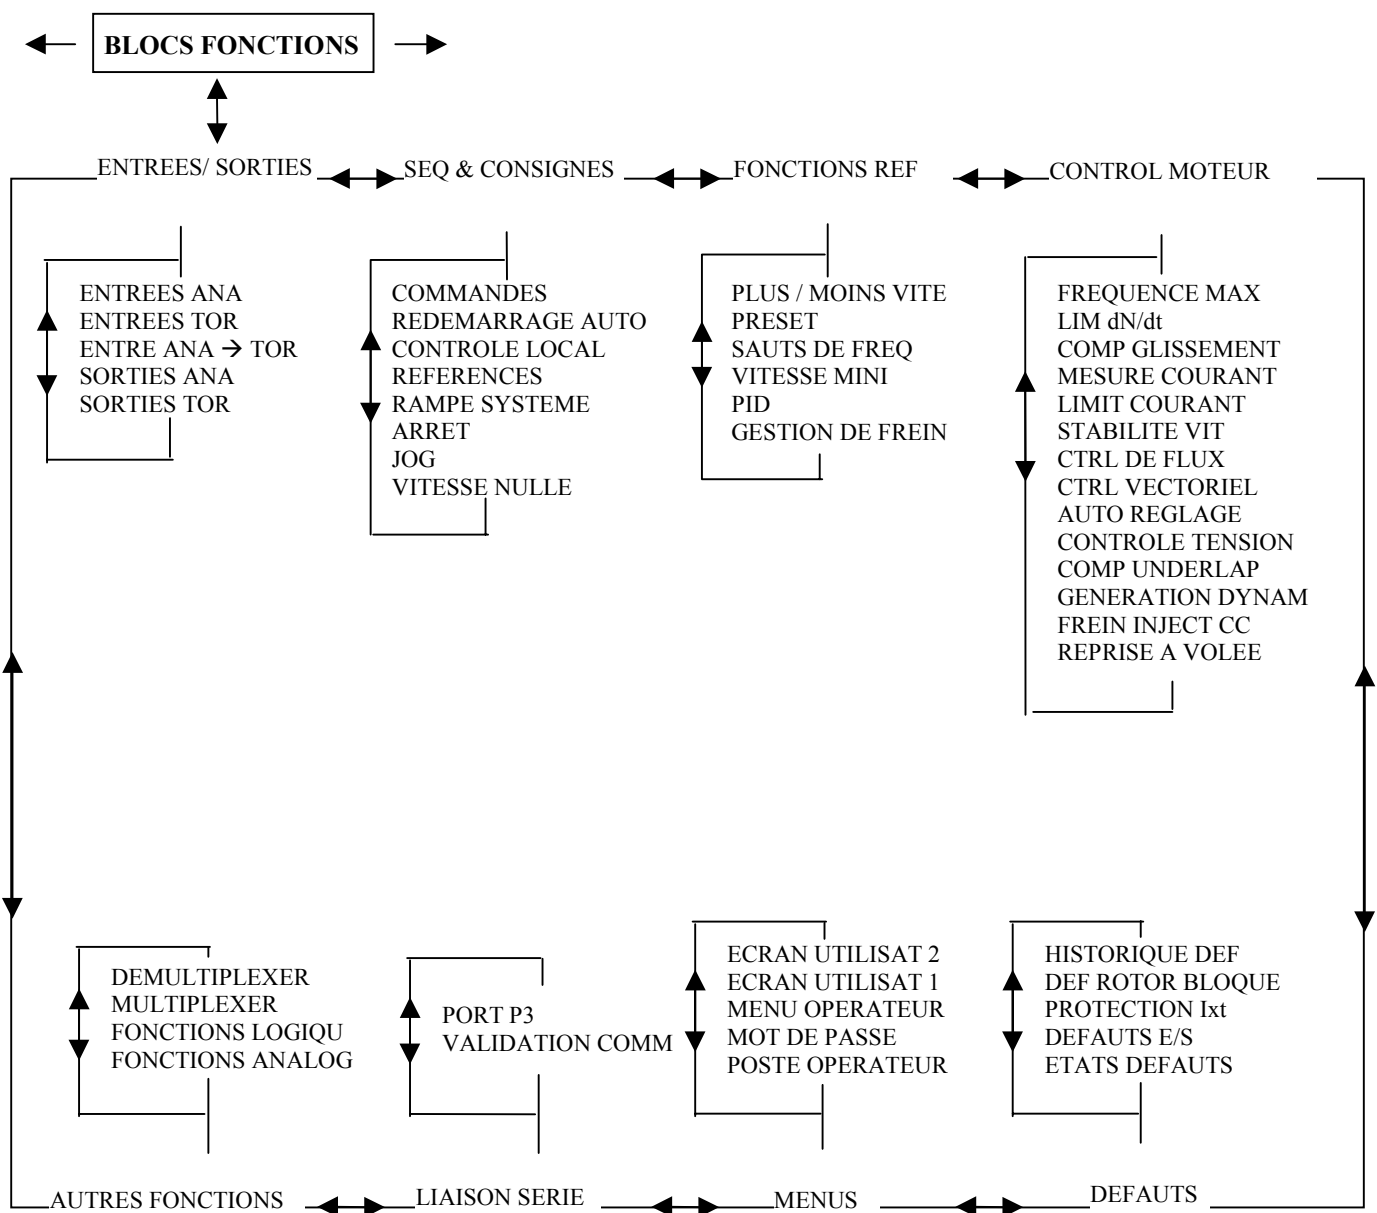 BLOCS FONCTIONS
ENTREES/ SORTIES
SEQ & CONSIGNES
FONCTIONS REF
CONTROL MOTEUR
ENTREES ANA
ENTREES TOR
ENTRE ANA → TOR
SORTIES ANA
SORTIES TOR
COMMANDES
REDEMARRAGE AUTO
CONTROLE LOCAL
REFERENCES
RAMPE SYSTEME
ARRET
JOG
VITESSE NULLE
PLUS / MOINS VITE
PRESET
SAUTS DE FREQ
VITESSE MINI
PID
GESTION DE FREIN
FREQUENCE MAX
LIM dN/dt
COMP GLISSEMENT
MESURE COURANT
LIMIT COURANT
STABILITE VIT
CTRL DE FLUX
CTRL VECTORIEL
AUTO REGLAGE
CONTROLE TENSION
COMP UNDERLAP
GENERATION DYNAM
FREIN INJECT CC
REPRISE A VOLEE
DEMULTIPLEXER
MULTIPLEXER
FONCTIONS LOGIQU
FONCTIONS ANALOG
PORT P3
VALIDATION COMM
ECRAN UTILISAT 2
ECRAN UTILISAT 1
MENU OPERATEUR
MOT DE PASSE
POSTE OPERATEUR
HISTORIQUE DEF
DEF ROTOR BLOQUE
PROTECTION Ixt
DEFAUTS E/S
ETATS DEFAUTS
AUTRES FONCTIONS
LIAISON SERIE
MENUS
DEFAUTS